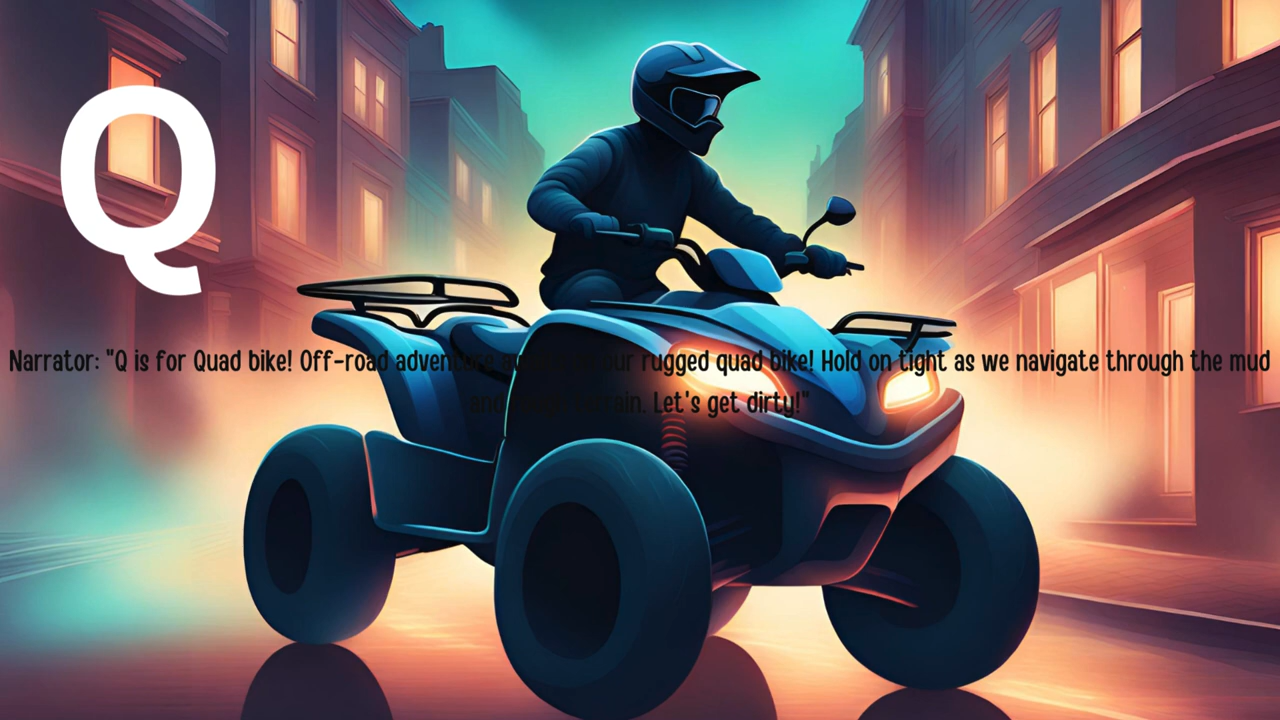 Q
Narrator: "Q is for Quad bike! Off-road adventure our rugged quad bike! Hold on tight as we navigate through the mud
and terrain. Let's get dirty!"